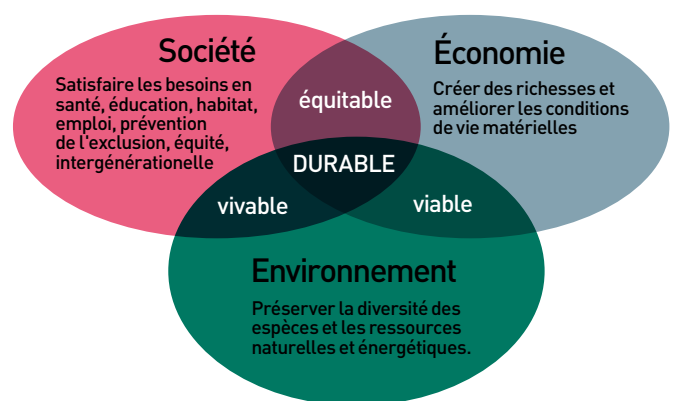 Société
Satisfaire les besoins en
santé, éducation, habitat,
emploi, prévention
de l'exclusion, équité,
intergénérationelle
équitable
Économie
Créer des richesses et
améliorer les conditions
de vie matérielles
DURABLE
vivable
viable
Environnement
Préserver la diversité des
espèces et les ressources
naturelles et énergétiques.